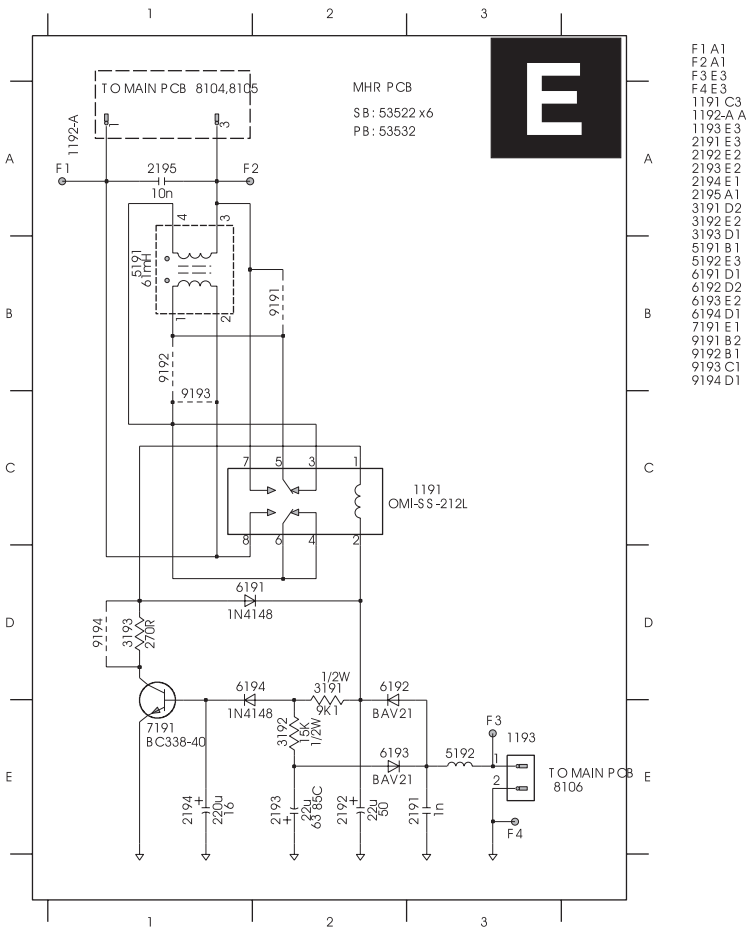 1 2 3
TO MAIN PCB 8104,8105
1192-A
1
3
MHR PCB
SB: 53522 x6
PB: 53532
E
A
A
F1
2195
10n
F2
4
3
5191
61mH
1
2
9191
B
B
9192
9193
C
C
7 5 3 1
8 6 4 2
1191
OMI-SS-212L
D
D
6191
1N4148
9194
3193
270R
6194
1N4148
1/2W
3191
9K1
6192
BAV21
7191
BC338-40
3192
15K
1/2W
6193
BAV21
5192
F3
1193
1
2
TO MAIN PCB
8106
F4
E
E
2194
+
220u
16
2193
+
22u
63 85C
2192
+
22u
50
2191
1n
1 2 3
F1 A1
F2 A1
F3 E3
F4 E3
1191 C3
1192-A A
1193 E3
2191 E3
2192 E2
2193 E2
2194 E1
2195 A1
3191 D2
3192 E2
3193 D1
5191 B1
5192 E3
6191 D1
6192 D2
6193 E2
6194 D1
7191 E1
9191 B2
9192 B1
9193 C1
9194 D1